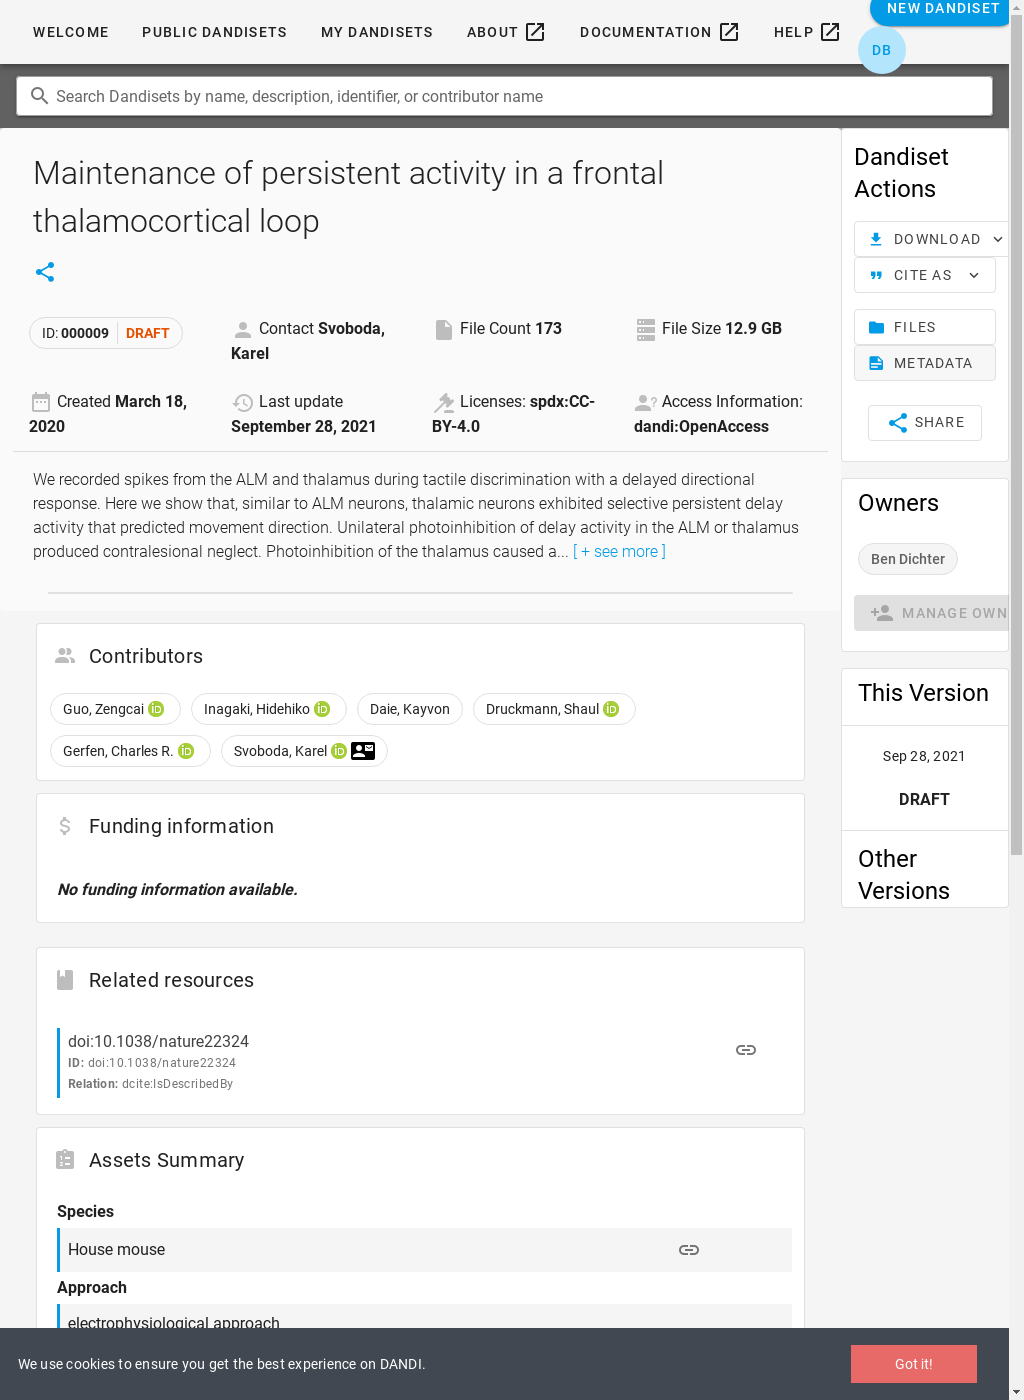 WELCOME
PUBLIC DANDISETS
MY DANDISETS
ABOUT
DOCUMENTATION
HELP
NEW DANDISET
DB
Search Dandisets by name, description, identifier, or contributor name
Maintenance of persistent activity in a frontal
thalamocortical loop
ID: 000009 DRAFT
Contact Svoboda,
Karel
File Count 173
File Size 12.9 GB
Created March 18,
2020
Last update
September 28, 2021
Licenses: spdx:CC-
BY-4.0
Access Information:
dandi:OpenAccess
We recorded spikes from the ALM and thalamus during tactile discrimination with a delayed directional
response. Here we show that, similar to ALM neurons, thalamic neurons exhibited selective persistent delay
activity that predicted movement direction. Unilateral photoinhibition of delay activity in the ALM or thalamus
produced contralesional neglect. Photoinhibition of the thalamus caused a... [ + see more ]
Contributors
Guo, Zengcai
Inagaki, Hidehiko
Daie, Kayvon
Druckmann, Shaul
Gerfen, Charles R.
Svoboda, Karel
Funding information
No funding information available.
Related resources
doi:10.1038/nature22324
ID: doi:10.1038/nature22324
Relation: dcite:IsDescribedBy
Assets Summary
Species
House mouse
Approach
electrophysiological approach
Dandiset
Actions
DOWNLOAD
CITE AS
FILES
METADATA
SHARE
Owners
Ben Dichter
MANAGE OWN
This Version
Sep 28, 2021
DRAFT
Other
Versions
We use cookies to ensure you get the best experience on DANDI.
Got it!